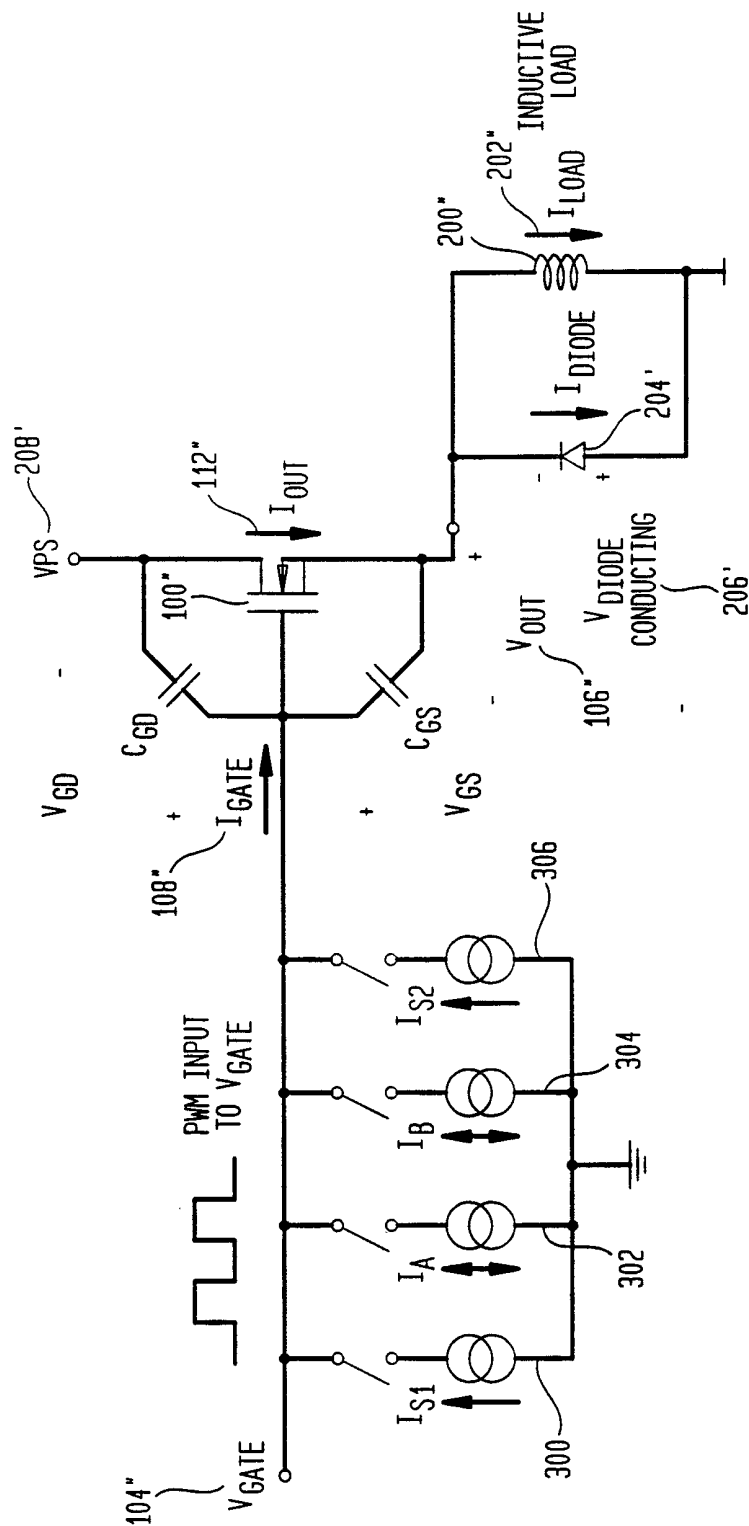 104"
V_GATE
PWM INPUT
TO V_GATE
I_S1
300
I_A
302
I_B
304
I_S2
306
108"
I_GATE
V_GD
+
-
C_GD
V_GS
+
-
C_GS
VPS
208'
100"
112"
I_OUT
+
V_OUT
106"
-
V_DIODE
CONDUCTING
206'
-
+
I_DIODE
204'
200"
202"
I_LOAD
INDUCTIVE
LOAD